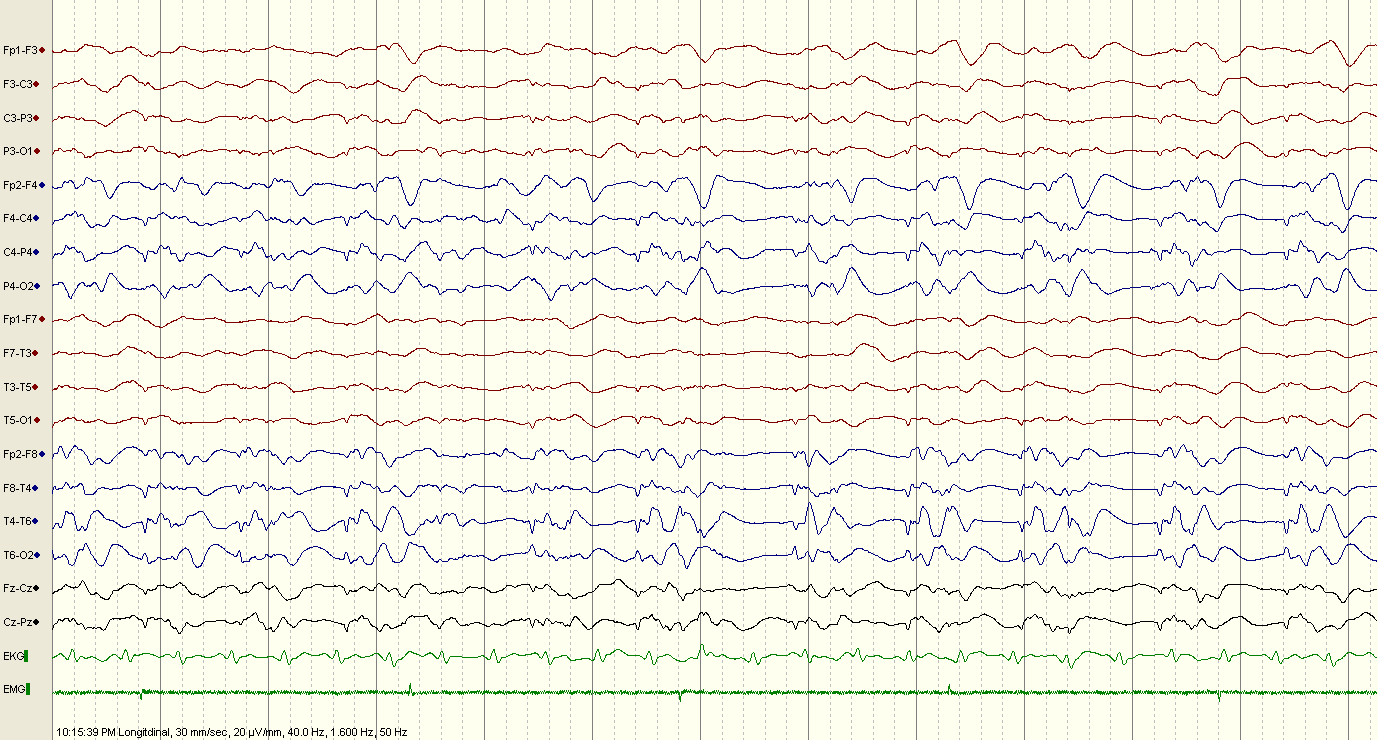 Fp1-F3
F3-C3
C3-P3
P3-O1
Fp2-F4
F4-C4
C4-P4
P4-O2
Fp1-F7
F7-T3
T3-T5
T5-O1
Fp2-F8
F8-T4
T4-T6
T6-O2
Fz-Cz
Cz-Pz
EKG
EMG
10:15:39 PM Longitdinal, 30 mm/sec, 20 µV/mm, 40.0 Hz, 1.600 Hz, 50 Hz